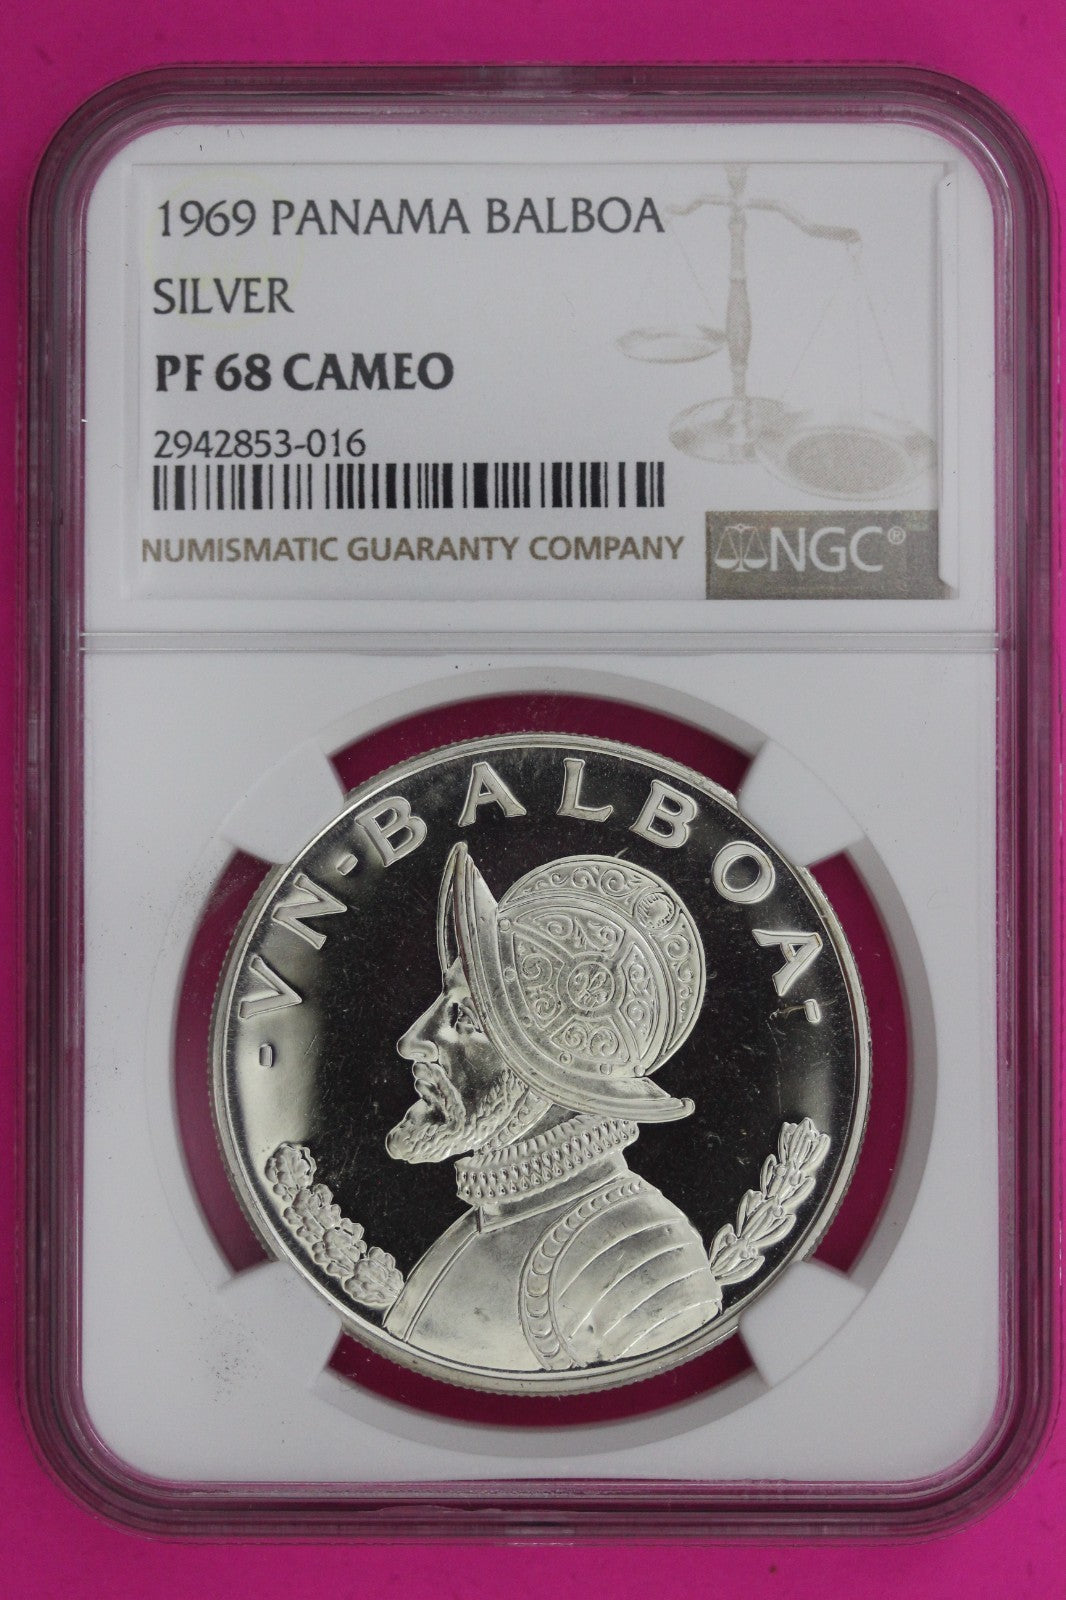 1969 PANAMA BALBOA
SILVER
PF 68 CAMEO
2942853-016
NUMISMATIC GUARANTY COMPANY
NGC®
-VN-BALBOA-